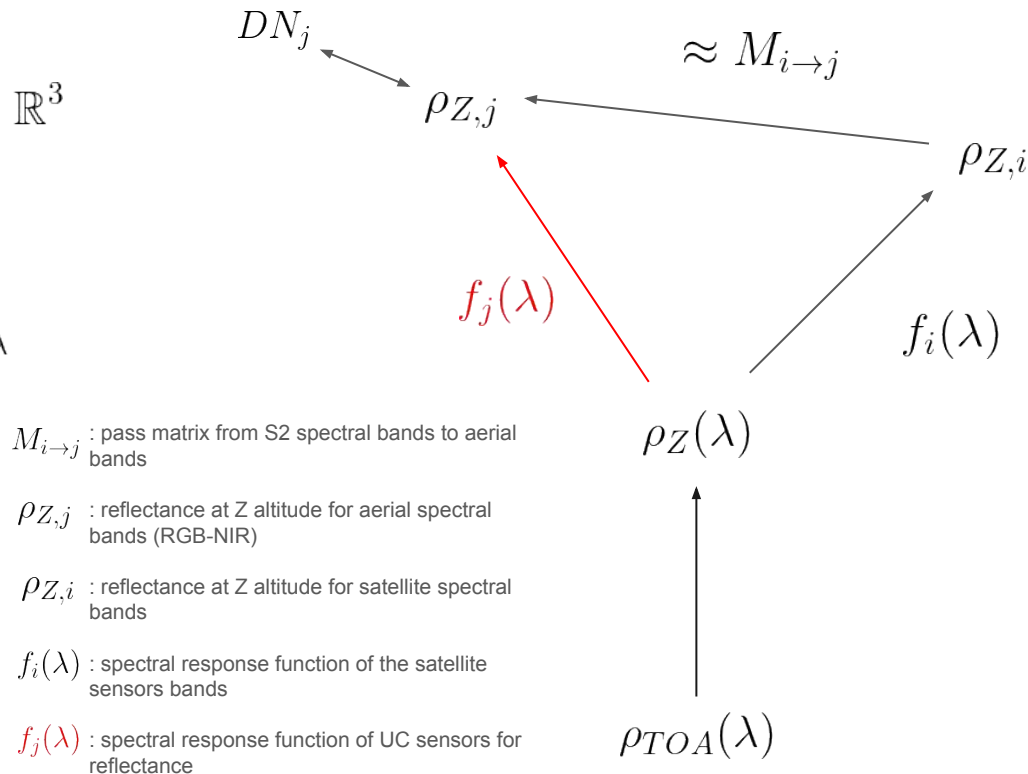 DN_j
≈ M_{i→j}
ℝ^3
ρ_{Z,j}
ρ_{Z,i}
f_j(λ)
f_i(λ)
ρ_Z(λ)
M_{i→j} : pass matrix from S2 spectral bands to aerial
bands
ρ_{Z,j} : reflectance at Z altitude for aerial spectral
bands (RGB-NIR)
ρ_{Z,i} : reflectance at Z altitude for satellite spectral
bands
f_i(λ) : spectral response function of the satellite
sensors bands
f_j(λ) : spectral response function of UC sensors for
reflectance
ρ_{TOA}(λ)